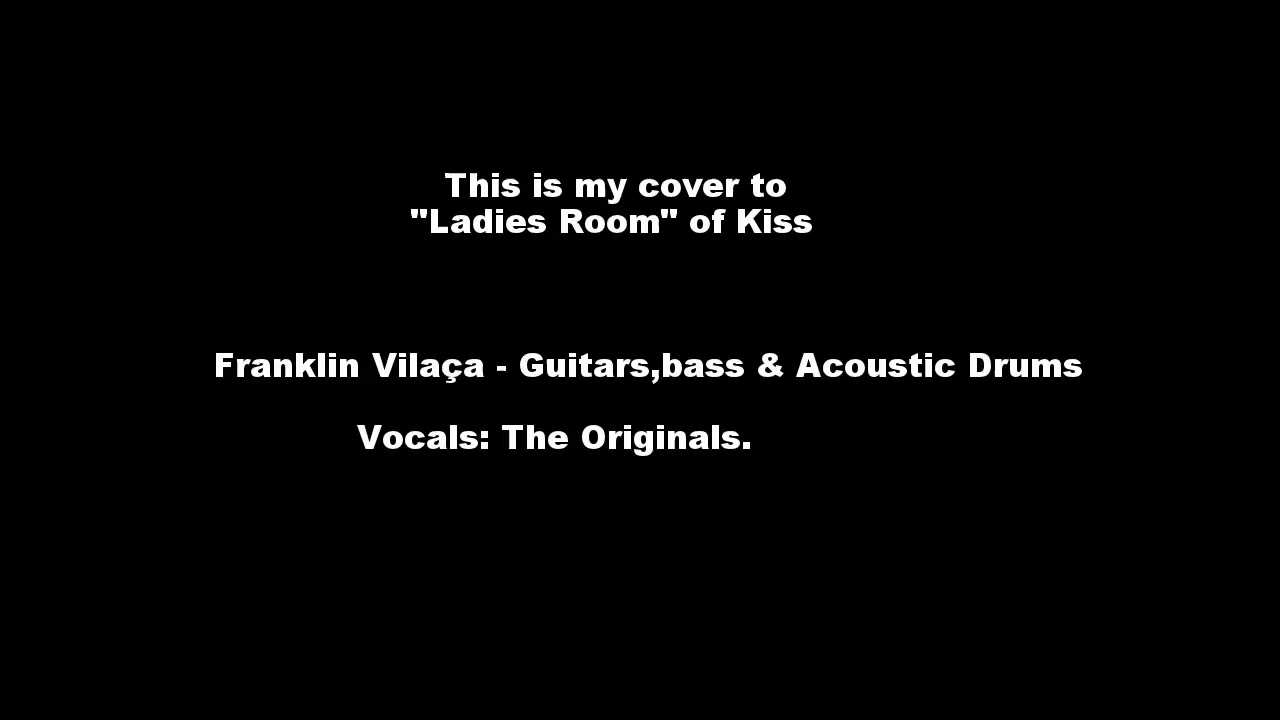 This is my cover to
"Ladies Room" of Kiss
Franklin Vilaça - Guitars,bass & Acoustic Drums
Vocals: The Originals.